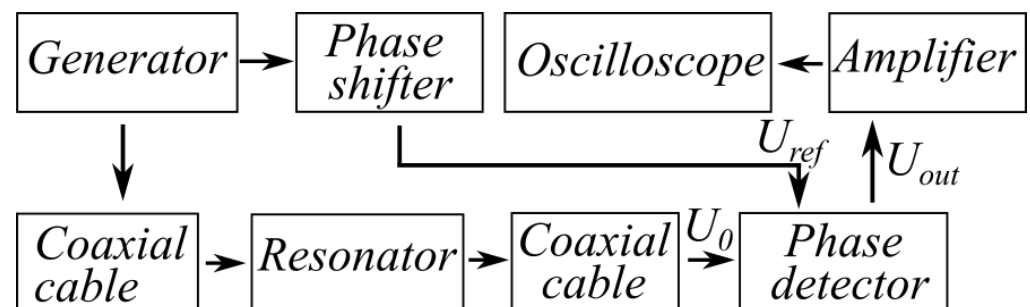 Generator
Phase
shifter
Oscilloscope
Amplifier
U_ref
U_out
Coaxial
cable
Resonator
Coaxial
cable
U_0
Phase
detector